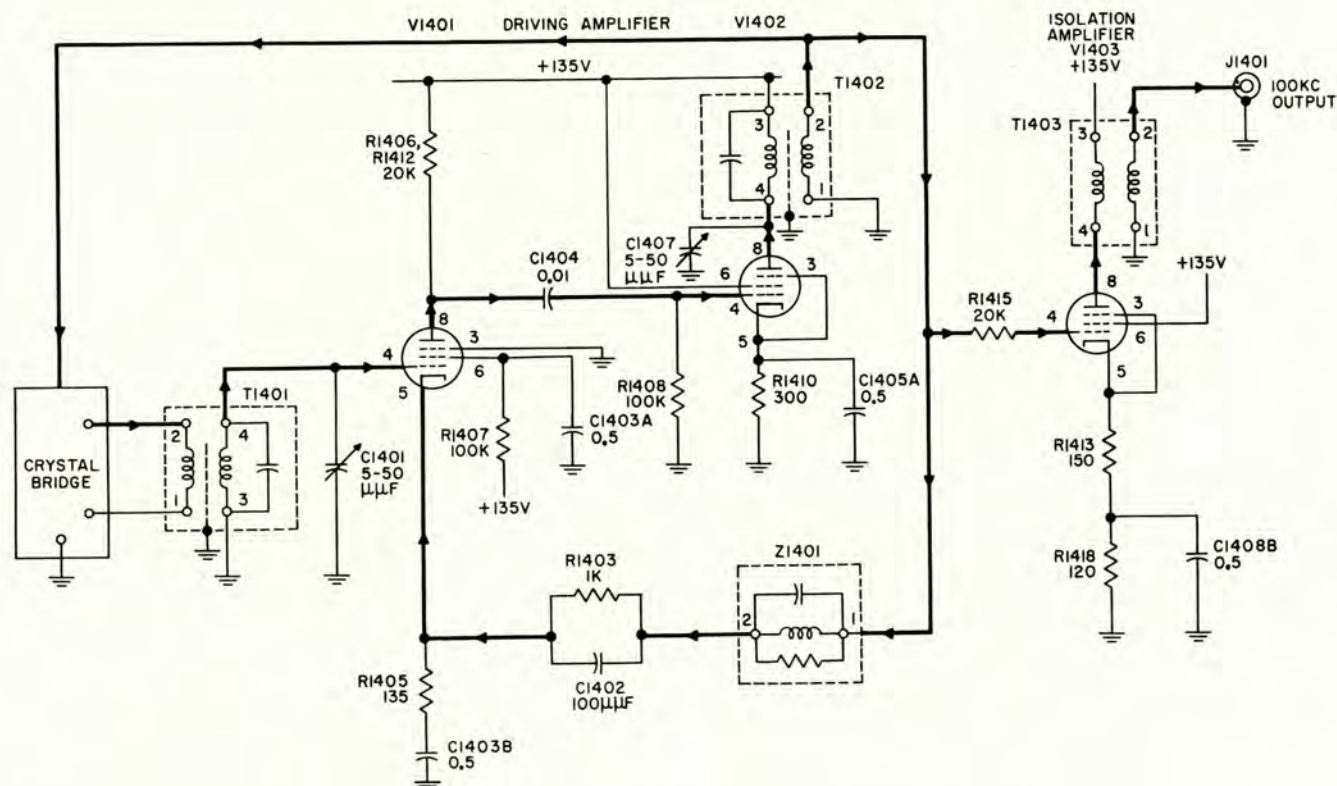 V1401 DRIVING AMPLIFIER V1402
ISOLATION
AMPLIFIER
V1403
+135V
J1401
100KC
OUTPUT
+135V
T1402
3
2
4
1
R1406,
R1412
20K
C1404
0.01
C1407
5-50
μμF
8
3
6
4
5
T1403
3
2
4
1
8
+135V
R1415
20K
4
3
6
5
8
4
3
6
5
T1401
2
4
1
3
CRYSTAL
BRIDGE
C1401
5-50
μμF
R1407
100K
+135V
C1403A
0.5
R1408
100K
R1410
300
C1405A
0.5
R1413
150
R1418
120
C1408B
0.5
R1403
1K
C1402
100μμF
Z1401
2
1
R1405
135
C1403B
0.5